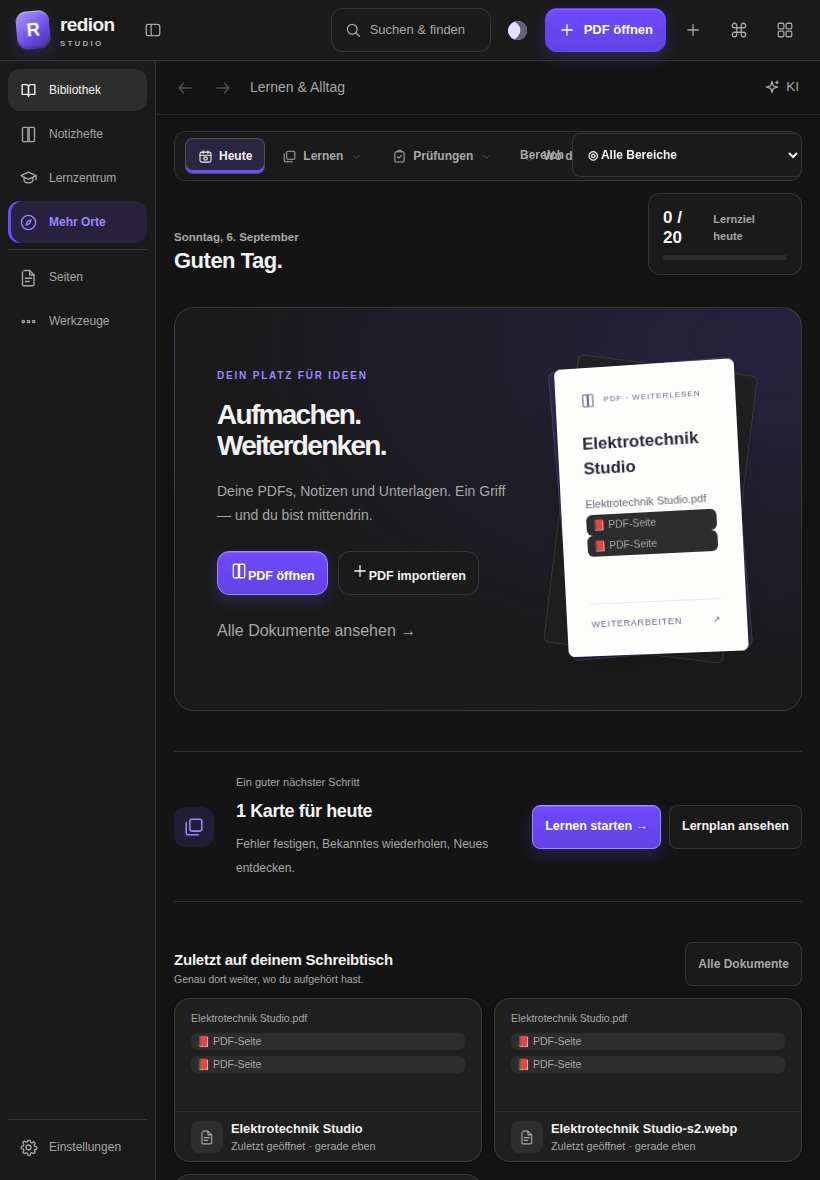 R
redion
STUDIO
Suchen & finden
PDF öffnen
Bibliothek
Notizhefte
Lernzentrum
Mehr Orte
Seiten
Werkzeuge
Einstellungen
Lernen & Alltag
KI
Heute
Lernen
Prüfungen
Bereich
◎ Alle Bereiche
Sonntag, 6. September
Guten Tag.
0 /
20
Lernziel
heute
DEIN PLATZ FÜR IDEEN
Aufmachen.
Weiterdenken.
Deine PDFs, Notizen und Unterlagen. Ein Griff
— und du bist mittendrin.
PDF öffnen
PDF importieren
Alle Dokumente ansehen →
PDF · WEITERLESEN
Elektrotechnik
Studio
Elektrotechnik Studio.pdf
📕 PDF-Seite
📕 PDF-Seite
WEITERARBEITEN ↗
Ein guter nächster Schritt
1 Karte für heute
Fehler festigen, Bekanntes wiederholen, Neues
entdecken.
Lernen starten →
Lernplan ansehen
Zuletzt auf deinem Schreibtisch
Genau dort weiter, wo du aufgehört hast.
Alle Dokumente
Elektrotechnik Studio.pdf
📕 PDF-Seite
📕 PDF-Seite
Elektrotechnik Studio
Zuletzt geöffnet · gerade eben
Elektrotechnik Studio.pdf
📕 PDF-Seite
📕 PDF-Seite
Elektrotechnik Studio-s2.webp
Zuletzt geöffnet · gerade eben